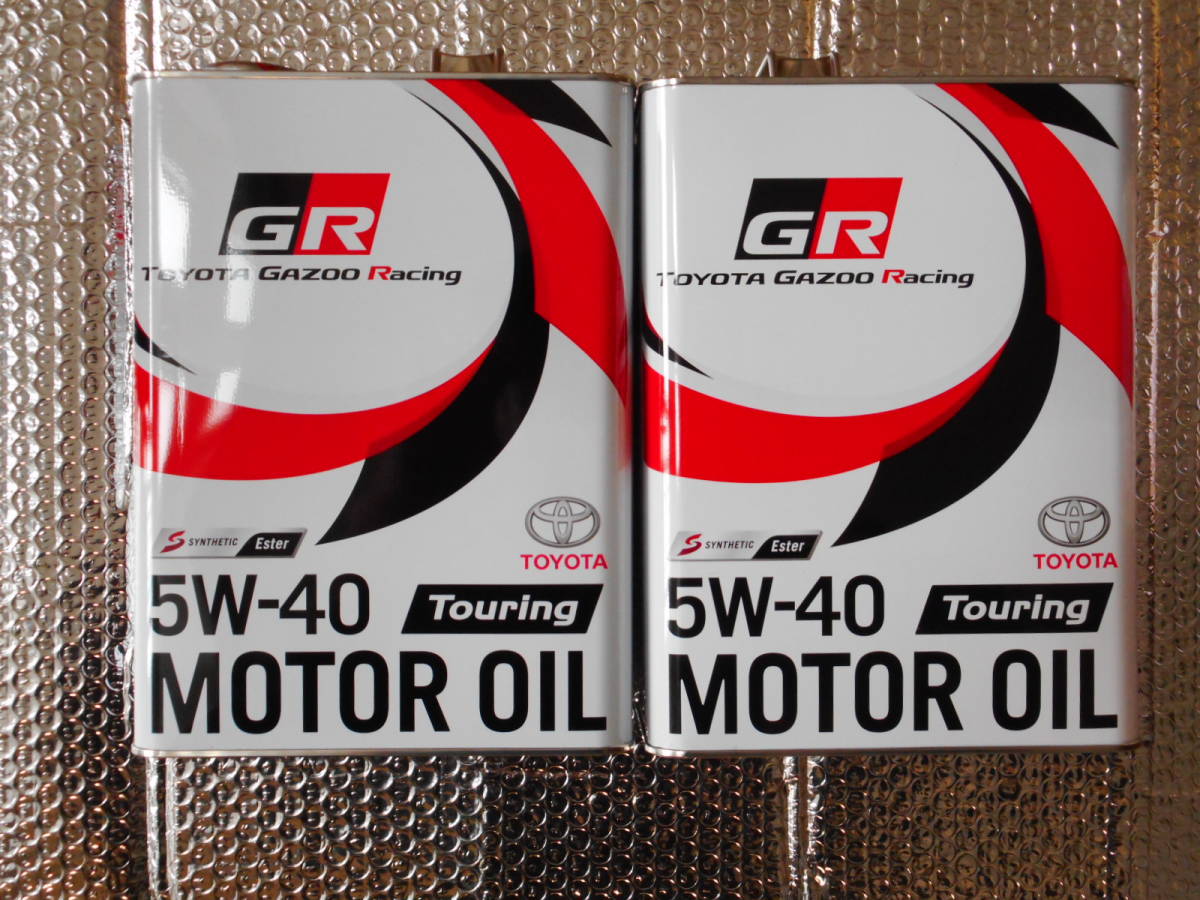 GR
TOYOTA GAZOO Racing
S SYNTHETIC Ester
TOYOTA
5W-40 Touring
MOTOR OIL
GR
TOYOTA GAZOO Racing
S SYNTHETIC Ester
TOYOTA
5W-40 Touring
MOTOR OIL